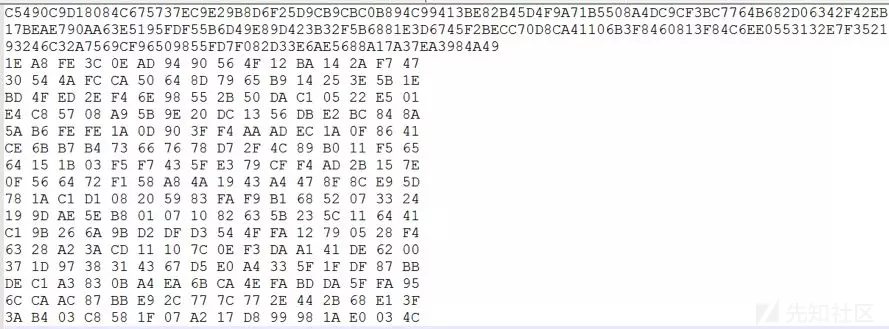 C5490C9D18084C675737EC9E29B8D6F25D9CB9CBC0B894C99413BE82B45D4F9A71B5508A4DC9CF3BC7764B682D06342F42EB
17BEAE790AA63E5195FDF55B6D49E89D423B32F5B6881E3D6745F2BECC70D8CA41106B3F8460813F84C6EE0553132E7F3521
93246C32A7569CF96509855FD7F082D33E6AE5688A17A37EA3984A49
1E A8 FE 3C 0E AD 94 90 56 4F 12 BA 14 2A F7 47
30 54 4A FC CA 50 64 8D 79 65 B9 14 25 3E 5B 1E
BD 4F ED 2E F4 6E 98 55 2B 50 DA C1 05 22 E5 01
E4 C8 57 08 A9 5B 9E 20 DC 13 56 DB E2 BC 84 8A
5A B6 FE FE 1A 0D 90 3F F4 AA AD EC 1A 0F 86 41
CE 6B B7 B4 73 66 76 78 D7 2F 4C 89 B0 11 F5 65
64 15 1B 03 F5 F7 43 5F E3 79 CF F4 AD 2B 15 7E
0F 56 64 72 F1 58 A8 4A 19 43 A4 47 8F 8C E9 5D
78 1A C1 D1 08 20 59 83 FA F9 B1 68 52 07 33 24
19 9D AE 5E B8 01 07 10 82 63 5B 23 5C 11 64 41
C1 9B 26 6A 9B D2 DF D3 54 4F FA 12 79 05 28 F4
63 28 A2 3A CD 11 10 7C 0E F3 DA A1 41 DE 62 00
37 1D 97 38 31 43 67 D5 E0 A4 33 5F 1F DF 87 BB
DE C1 A3 83 0B A4 EA 6B CA 4E FA BD DA 5F FA 95
6C CA AC 87 BB E9 2C 77 7C 77 2E 44 2B 68 E1 3F
3A B4 03 C8 58 1F 07 A2 17 D8 99 98 1A E0 03 4C
先知社区